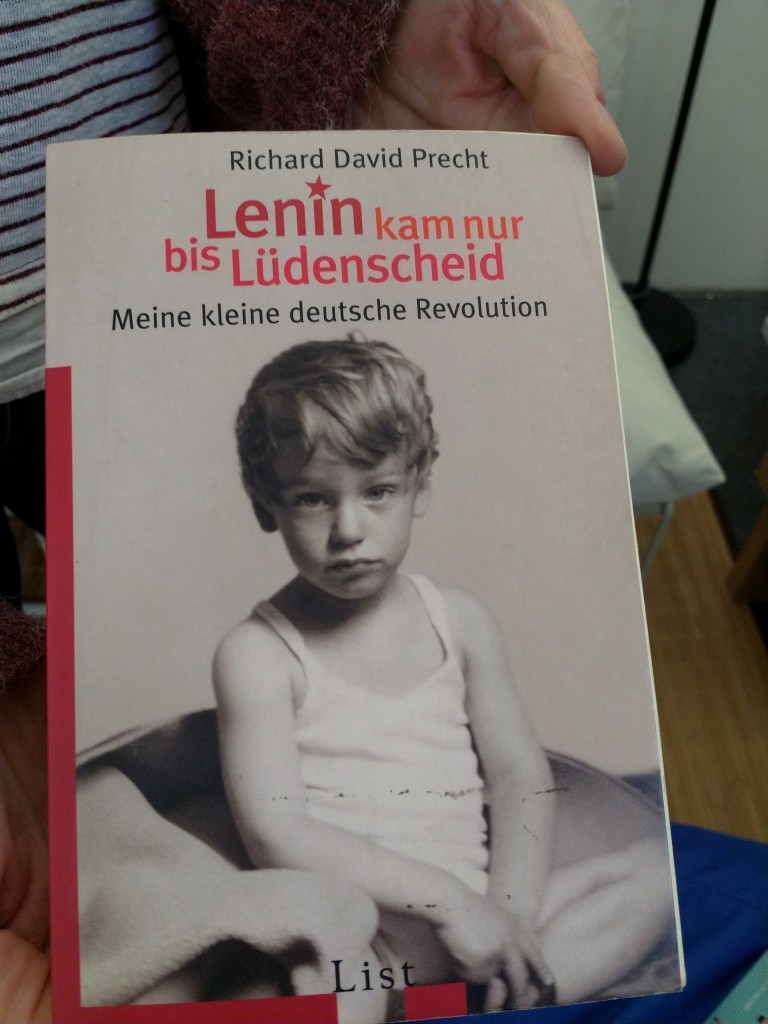 Richard David Precht
Lenin kam nur
bis Lüdenscheid
Meine kleine deutsche Revolution
List